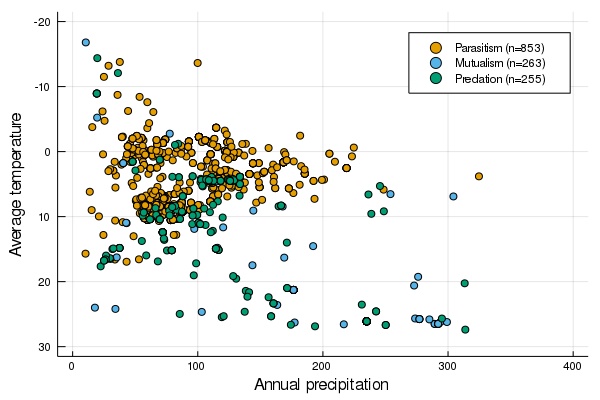 -20
-10
0
10
20
30
Average temperature
Parasitism (n=853)
Mutualism (n=263)
Predation (n=255)
0
100
200
300
400
Annual precipitation